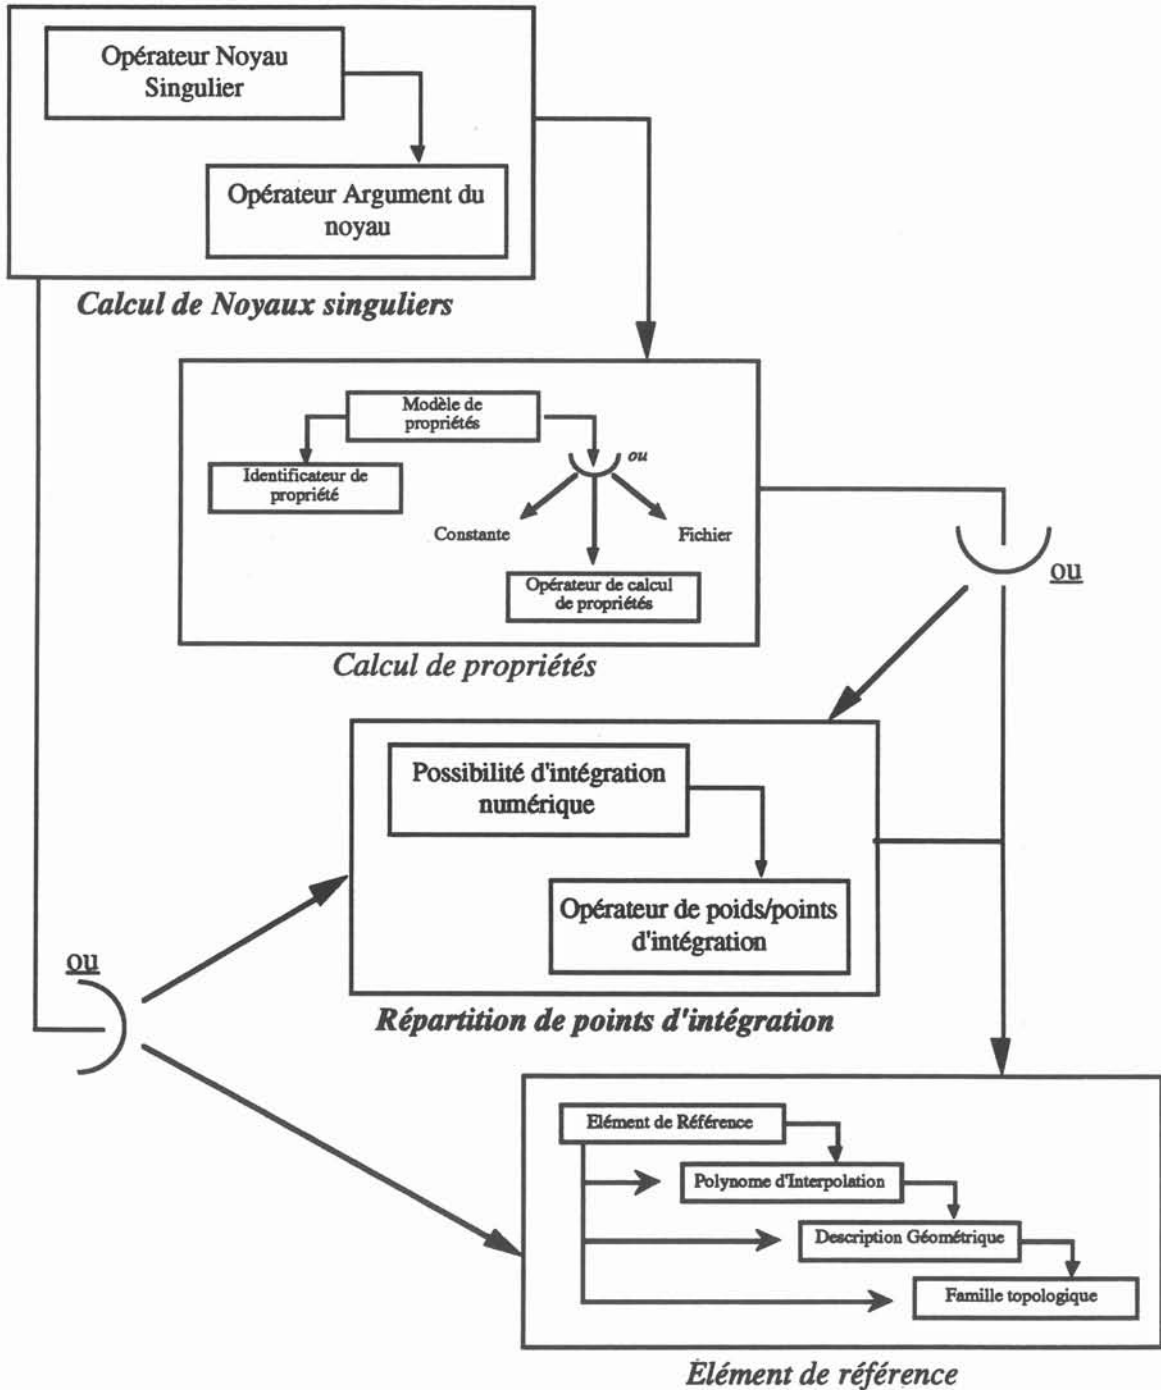 Opérateur Noyau
Singulier
Opérateur Argument du
noyau
Calcul de Noyaux singuliers
Modèle de
propriétés
Identificateur de
propriété
ou
Constante
Fichier
Opérateur de calcul
de propriétés
ou
Calcul de propriétés
Possibilité d'intégration
numérique
Opérateur de poids/points
d'intégration
ou
Répartition de points d'intégration
Elément de Référence
Polynome d'Interpolation
Description Géométrique
Famille topologique
Elément de référence